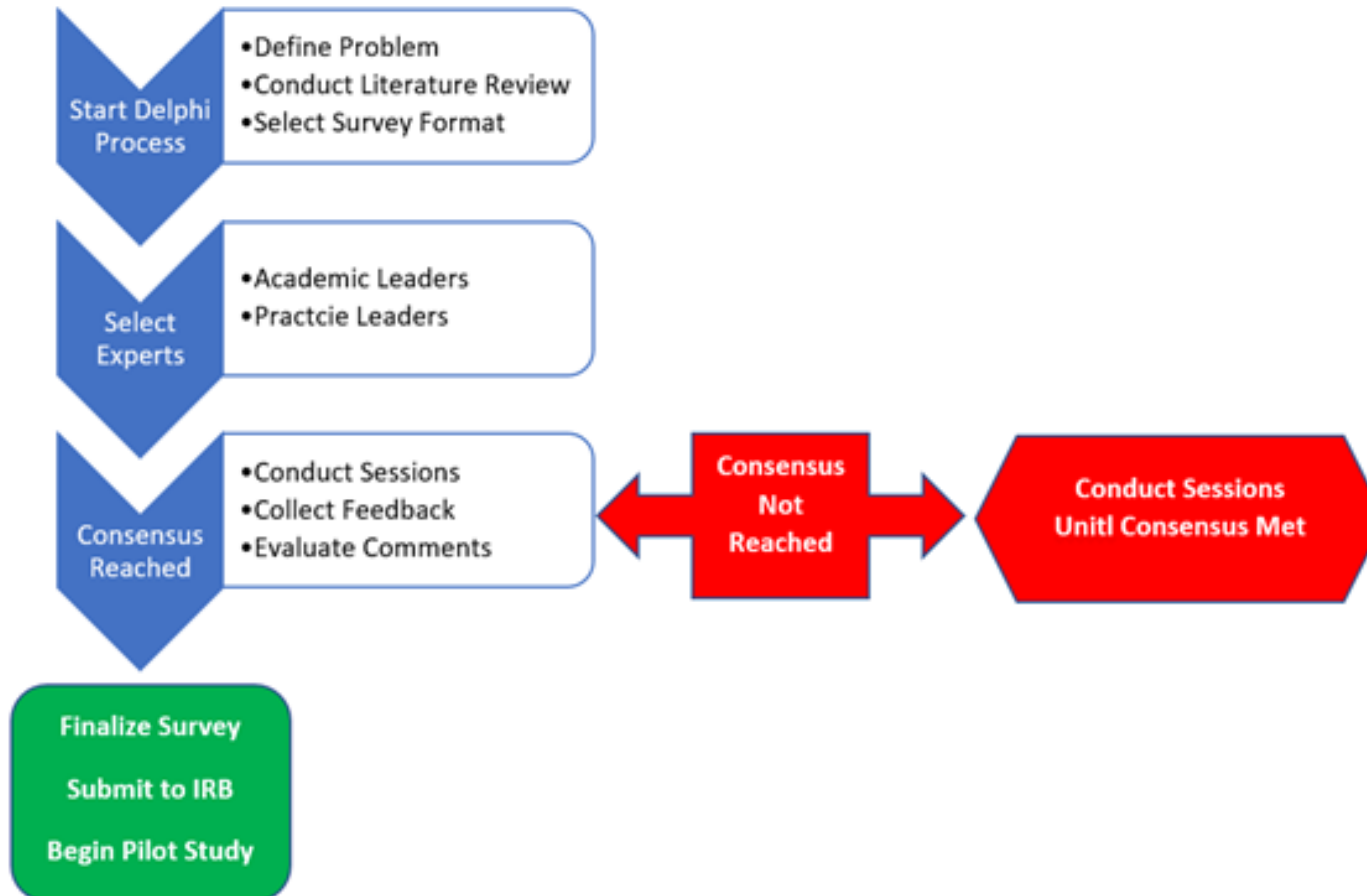 Start Delphi
Process
•Define Problem
•Conduct Literature Review
•Select Survey Format
Select
Experts
•Academic Leaders
•Practcie Leaders
Consensus
Reached
•Conduct Sessions
•Collect Feedback
•Evaluate Comments
Consensus
Not
Reached
Conduct Sessions
Unitl Consensus Met
Finalize Survey
Submit to IRB
Begin Pilot Study